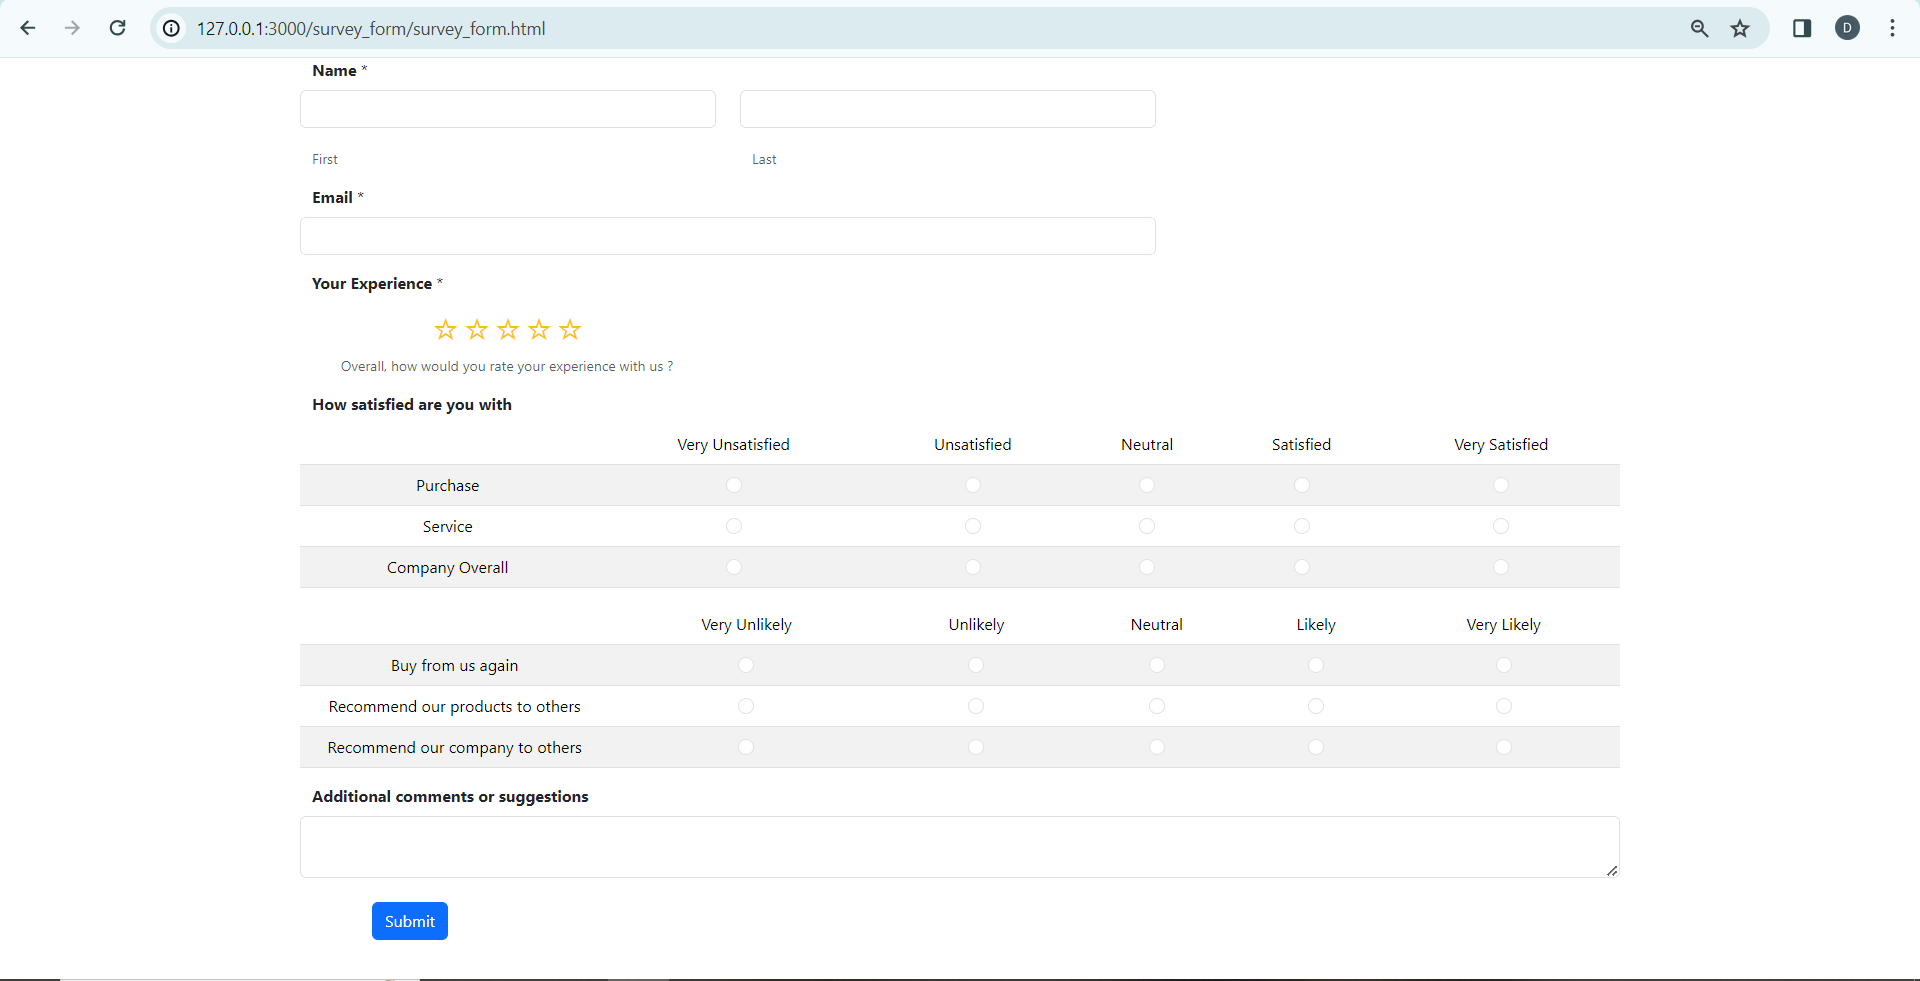 127.0.0.1:3000/survey_form/survey_form.html
D
Name *
First Last
Email *
Your Experience *
Overall, how would you rate your experience with us ?
How satisfied are you with
Very Unsatisfied Unsatisfied Neutral Satisfied Very Satisfied
Purchase
Service
Company Overall
Very Unlikely Unlikely Neutral Likely Very Likely
Buy from us again
Recommend our products to others
Recommend our company to others
Additional comments or suggestions
Submit